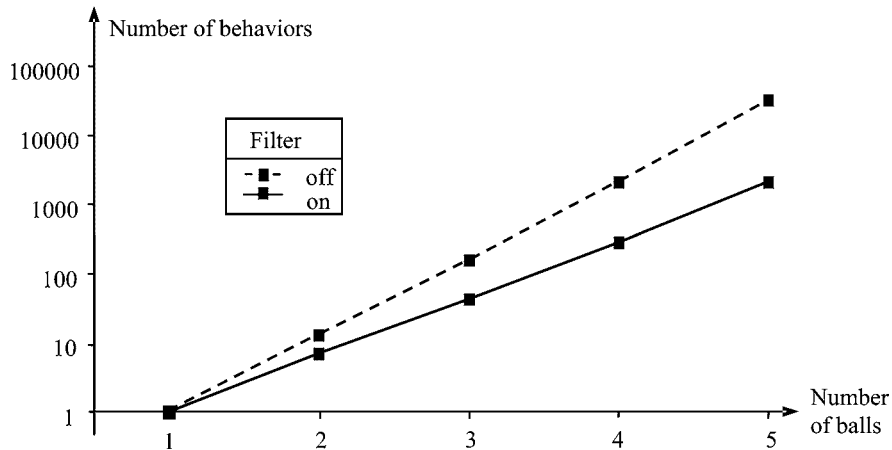 Number of behaviors
100000
10000
1000
100
10
1
Filter
off
on
1 2 3 4 5
Number
of balls